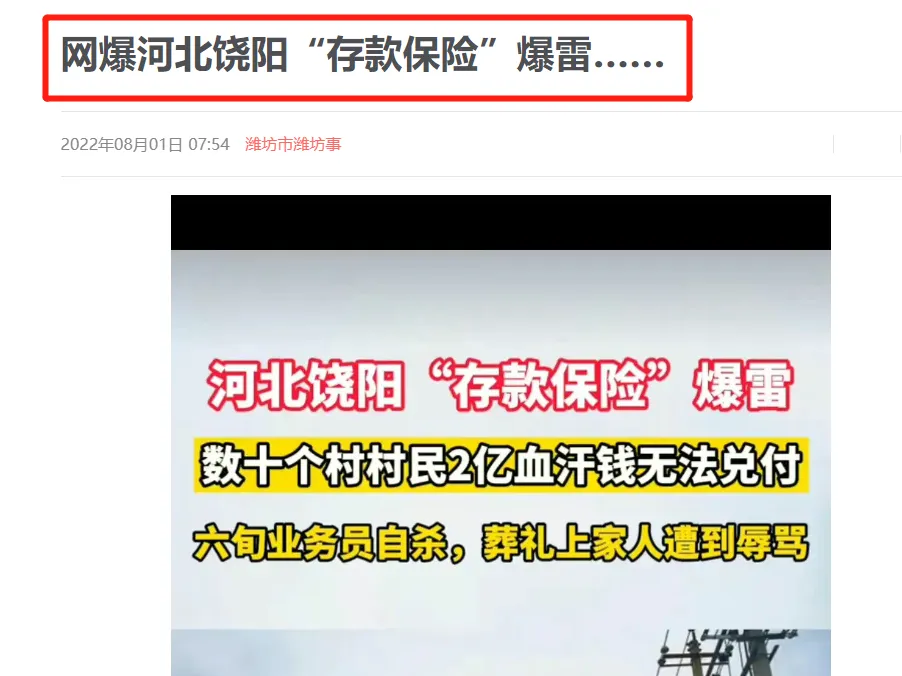 网爆河北饶阳“存款保险”爆雷……
2022年08月01日 07:54 潍坊市潍坊事
河北饶阳“存款保险”爆雷
数十个村村民2亿血汗钱无法兑付
六旬业务员自杀，葬礼上家人遭到辱骂